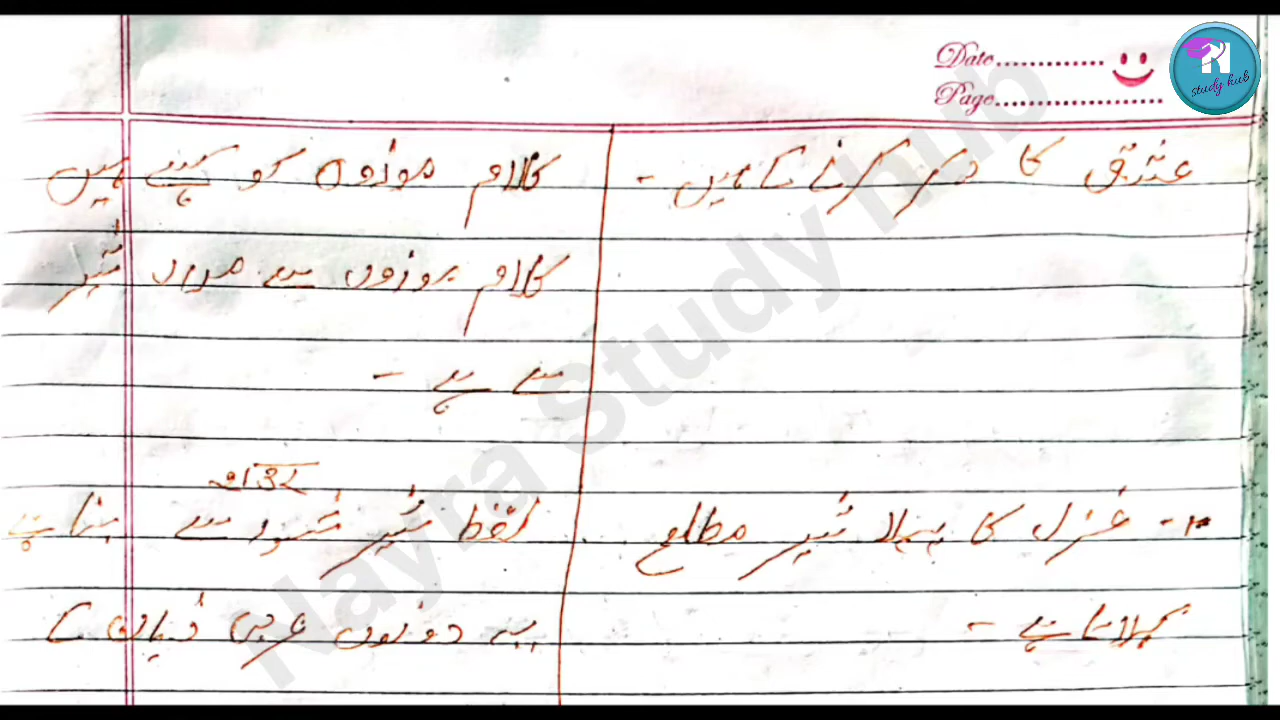 Date..............
Page......................
study hub
عشق کا ذکر کرنے کے ہیں -
غزل کا پہلا شعر مطلع
کہلاتا ہے -
کلام موزوں کو کہتے ہیں
کلام موزوں سے مراد شعر
سے ہے -
لفظ شعر شعور سے بنا ہے
یہ دونوں عربی زبان کے
Nayra Study hub